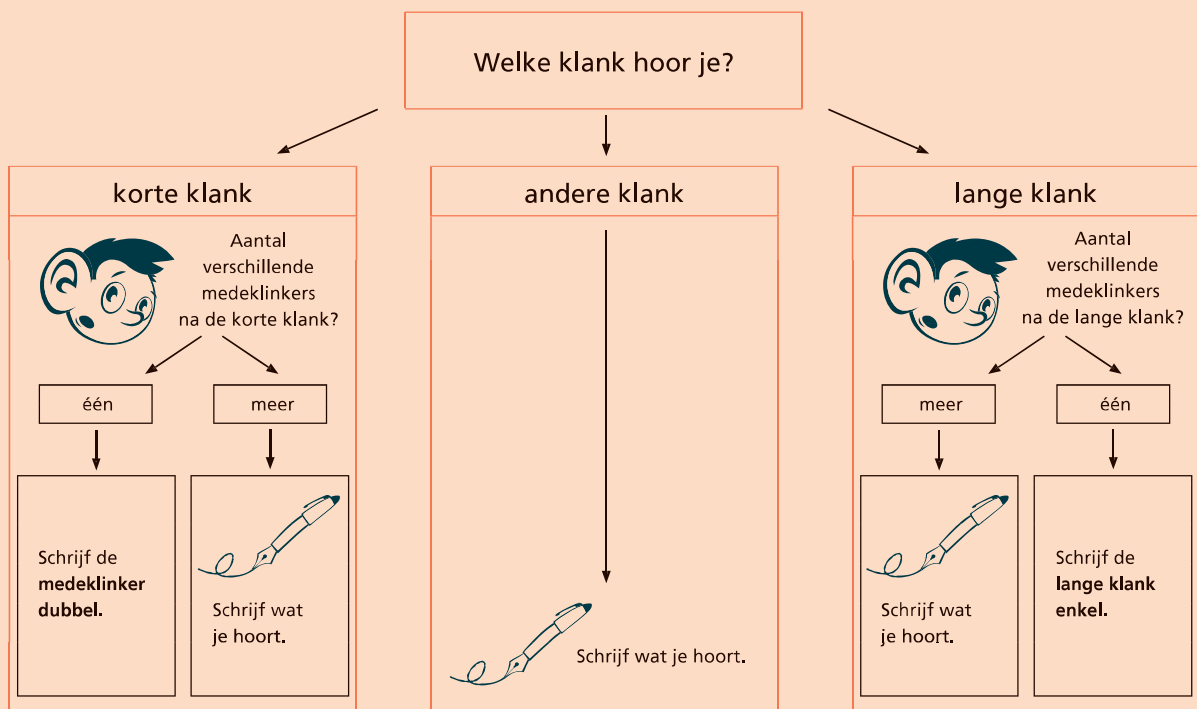 Welke klank hoor je?
korte klank
Aantal
verschillende
medeklinkers
na de korte klank?
één
meer
Schrijf de
medeklinker
dubbel.
Schrijf wat
je hoort.
andere klank
Schrijf wat je hoort.
lange klank
Aantal
verschillende
medeklinkers
na de lange klank?
meer
één
Schrijf wat
je hoort.
Schrijf de
lange klank
enkel.